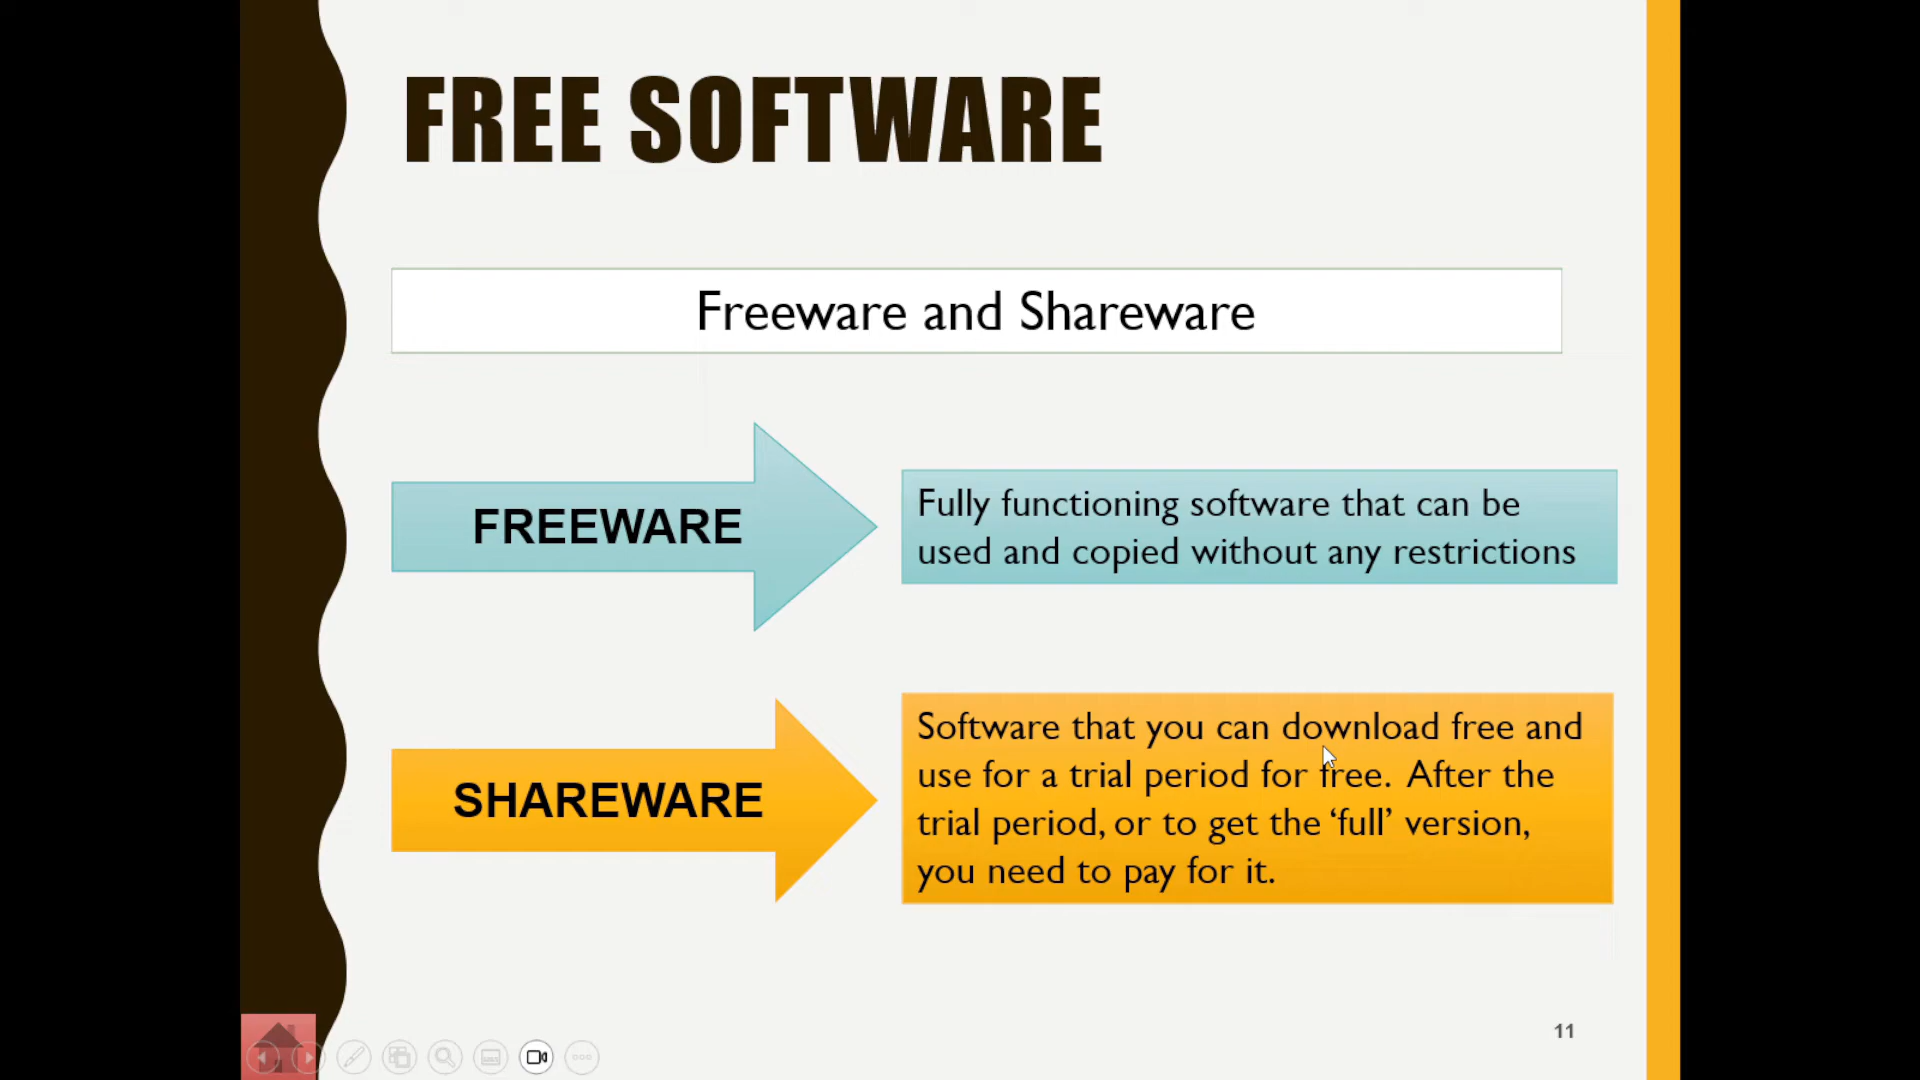 FREE SOFTWARE
Freeware and Shareware
FREEWARE
Fully functioning software that can be
used and copied without any restrictions
SHAREWARE
Software that you can download free and
use for a trial period for free. After the
trial period, or to get the ‘full’ version,
you need to pay for it.
11